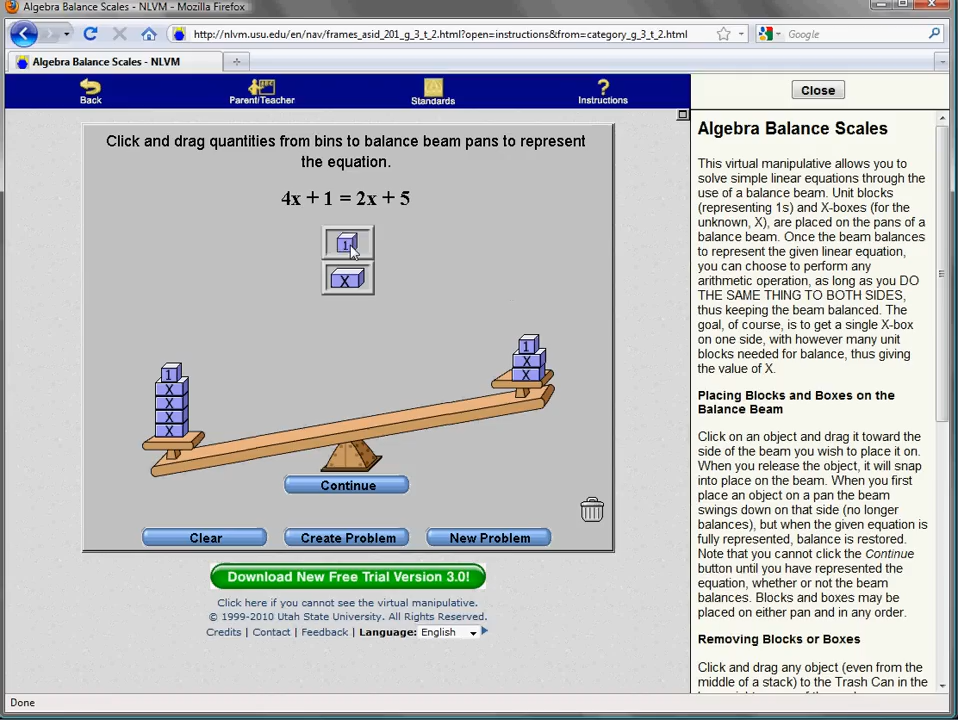 Algebra Balance Scales - NLVM - Mozilla Firefox
http://nlvm.usu.edu/en/nav/frames_asid_201_g_3_t_2.html?open=instructions&from=category_g_3_t_2.html
Google
Algebra Balance Scales - NLVM
Back
Parent/Teacher
Standards
Instructions
Click and drag quantities from bins to balance beam pans to represent
the equation.
4x + 1 = 2x + 5
1
X
1
X
X
X
X
1
X
X
Continue
Clear
Create Problem
New Problem
Download New Free Trial Version 3.0!
Click here if you cannot see the virtual manipulative.
© 1999-2010 Utah State University. All Rights Reserved.
Credits | Contact | Feedback | Language: English
Close
Algebra Balance Scales
This virtual manipulative allows you to
solve simple linear equations through the
use of a balance beam. Unit blocks
(representing 1s) and X-boxes (for the
unknown, X), are placed on the pans of a
balance beam. Once the beam balances
to represent the given linear equation,
you can choose to perform any
arithmetic operation, as long as you DO
THE SAME THING TO BOTH SIDES,
thus keeping the beam balanced. The
goal, of course, is to get a single X-box
on one side, with however many unit
blocks needed for balance, thus giving
the value of X.
Placing Blocks and Boxes on the
Balance Beam
Click on an object and drag it toward the
side of the beam you wish to place it on.
When you release the object, it will snap
into place on the beam. When you first
place an object on a pan the beam
swings down on that side (no longer
balances), but when the given equation is
fully represented, balance is restored.
Note that you cannot click the Continue
button until you have represented the
equation, whether or not the beam
balances. Blocks and boxes may be
placed on either pan and in any order.
Removing Blocks or Boxes
Click and drag any object (even from the
middle of a stack) to the Trash Can in the
Done